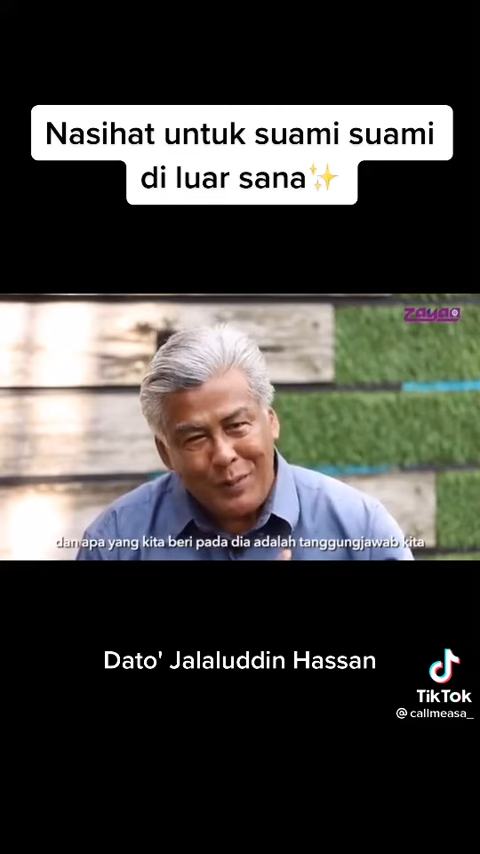 Nasihat untuk suami suami
di luar sana✨
zayan
dan apa yang kita beri pada dia adalah tanggungjawab kita
Dato' Jalaluddin Hassan
TikTok
@callmeasa_